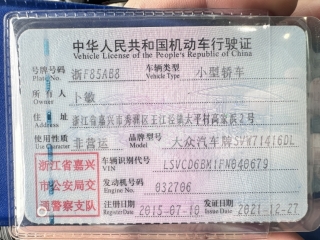 中华人民共和国机动车行驶证
Vehicle License of the People's Republic of China
号牌号码 浙F85AB8 车辆类型 小型轿车
Plate No. Vehicle Type
所有人 卜徽
Owner
住址 浙江省嘉兴市秀洲区王江泾镇太平村高家浜2号
Address
使用性质 非营运 品牌型号 大众汽车牌SVW71416DL
Use Character Model
浙江省嘉兴 车辆识别代号 LSVCD6BM1FN040679
VIN
市公安局交 发动机号码 032706
Engine No.
通警察支队 注册日期 2015-07-10 发证日期 2021-12-27
Register Date Issue Date